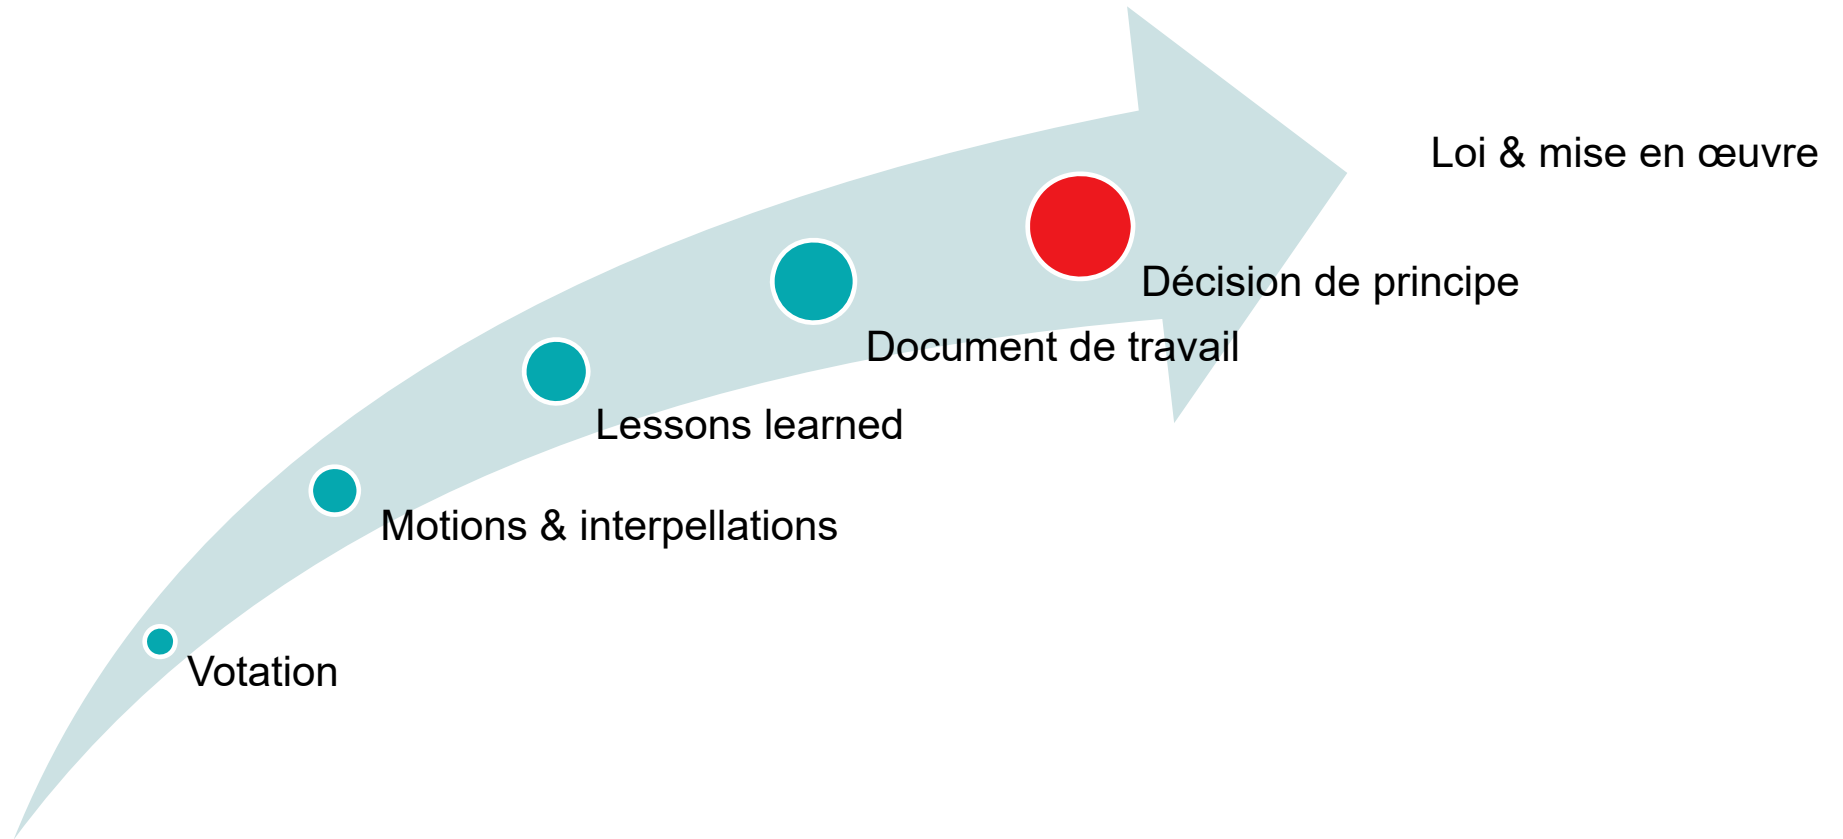 Loi & mise en œuvre
Décision de principe
Document de travail
Lessons learned
Motions & interpellations
Votation